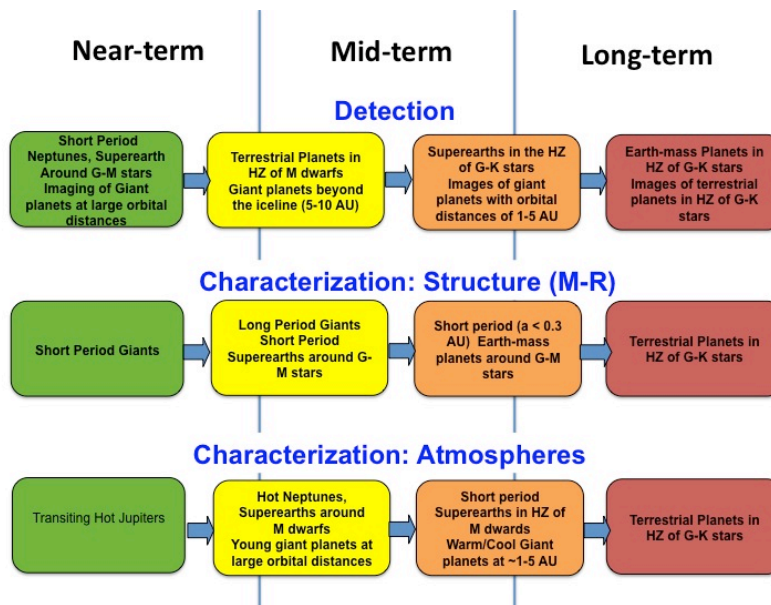 Near-term
Mid-term
Long-term
Detection
Short Period
Neptunes, Superearth
Around G-M stars
Imaging of Giant
planets at large orbital
distances
Terrestrial Planets in
HZ of M dwarfs
Giant planets beyond
the iceline (5-10 AU)
Superearths in the HZ
of G-K stars
Images of giant
planets with orbital
distances of 1-5 AU
Earth-mass Planets in
HZ of G-K stars
Images of terrestrial
planets in HZ of G-K
stars
Characterization: Structure (M-R)
Short Period Giants
Long Period Giants
Short Period
Superearths around G-
M stars
Short period (a < 0.3
AU) Earth-mass
planets around G-M
stars
Terrestrial Planets in
HZ of G-K stars
Characterization: Atmospheres
Transiting Hot Jupiters
Hot Neptunes,
Superearths around
M dwarfs
Young giant planets at
large orbital distances
Short period
Superearths in HZ of
M dwards
Warm/Cool Giant
planets at ~1-5 AU
Terrestrial Planets in
HZ of G-K stars